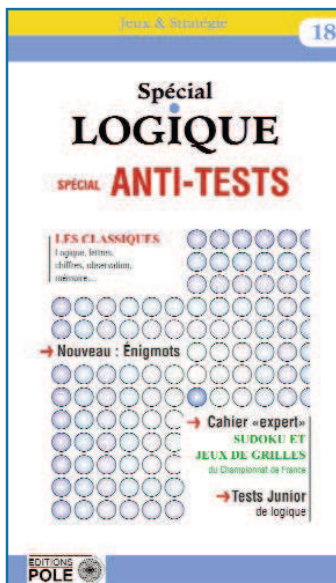 Jeux & Stratégie
18
Spécial
LOGIQUE
SPÉCIAL ANTI-TESTS
LES CLASSIQUES
Logique, lettres,
chiffres, observation,
mémoire...
➔ Nouveau : Énigmots
➔ Cahier «expert»
SUDOKU ET
JEUX DE GRILLES
du Championnat de France
➔ Tests Junior
de logique
EDITIONS
POLE